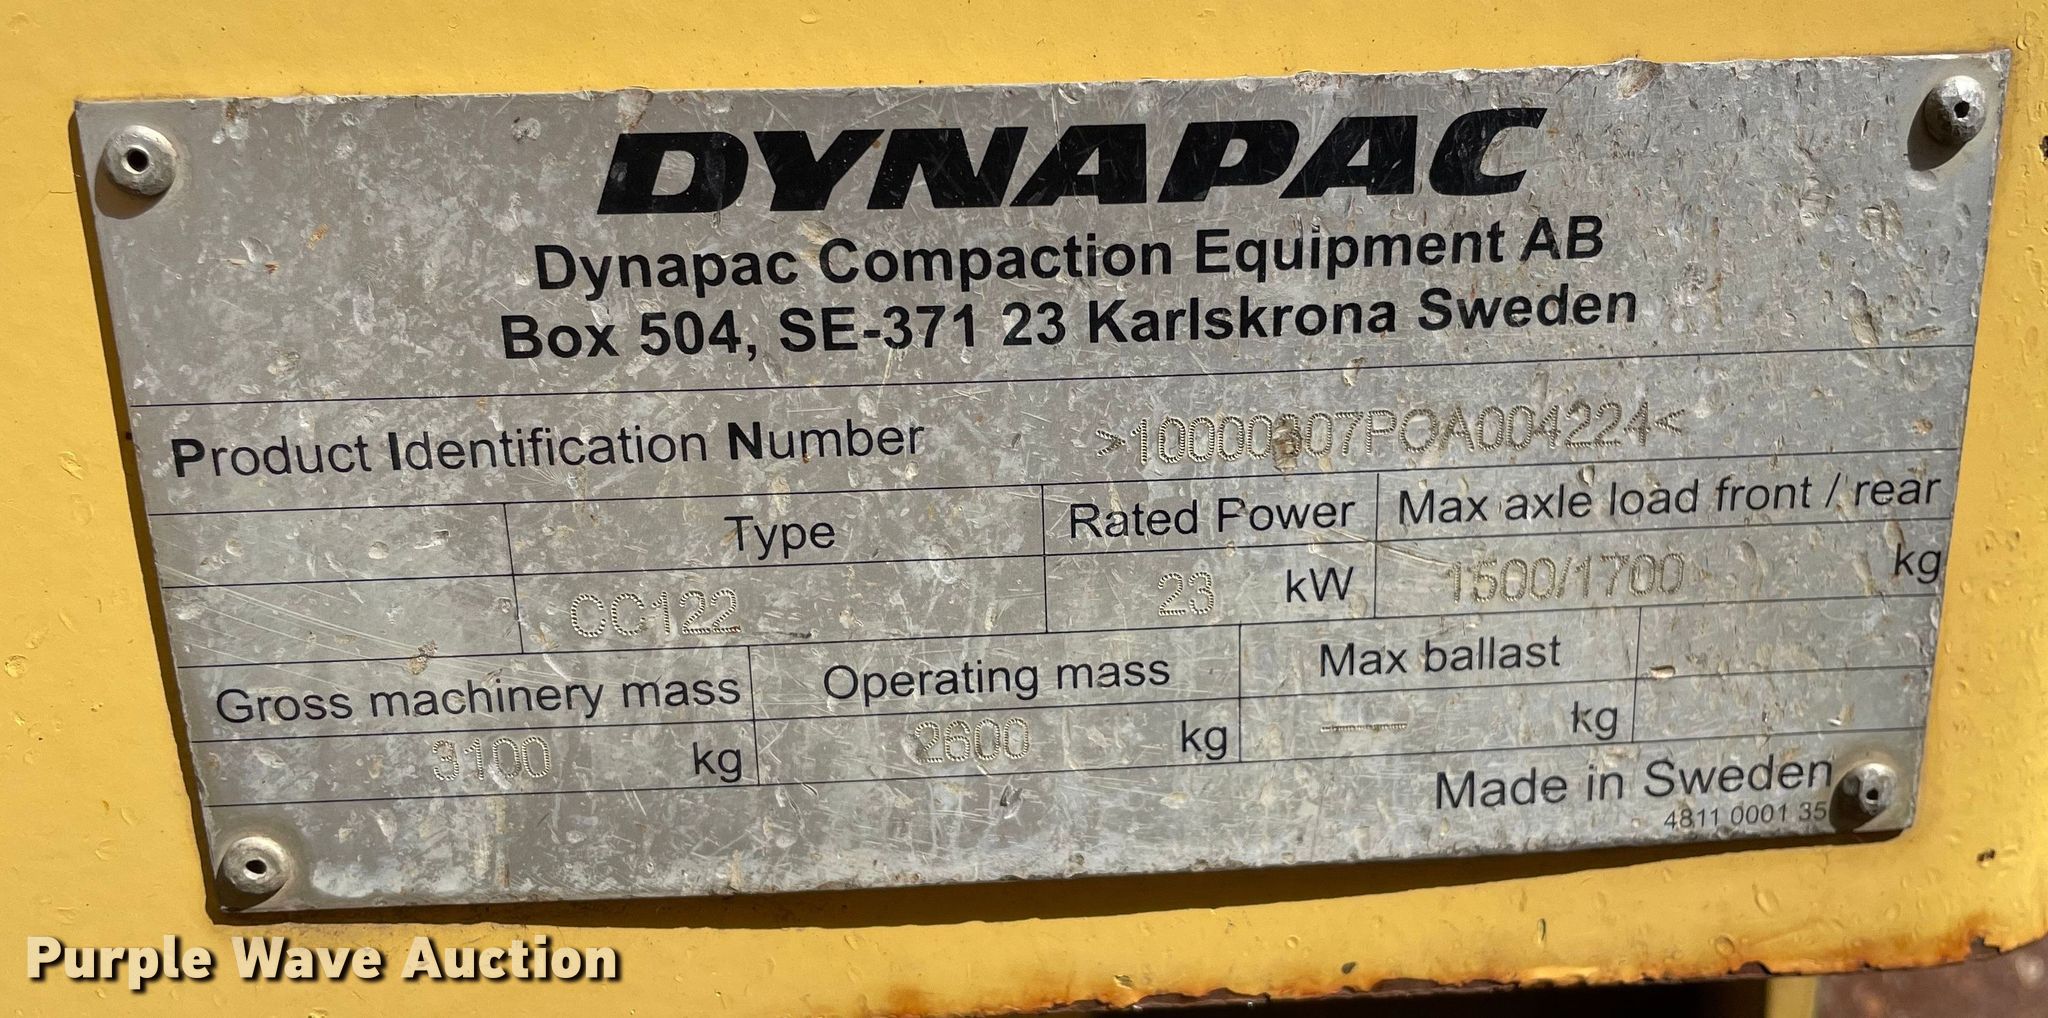 DYNAPAC
Dynapac Compaction Equipment AB
Box 504, SE-371 23 Karlskrona Sweden
Product Identification Number >10000307POA004224<
Type Rated Power Max axle load front / rear
CC122 23 kW 1500/1700 kg
Gross machinery mass Operating mass Max ballast
3100 kg 2600 kg — kg
Made in Sweden
4811 0001 35
Purple Wave Auction